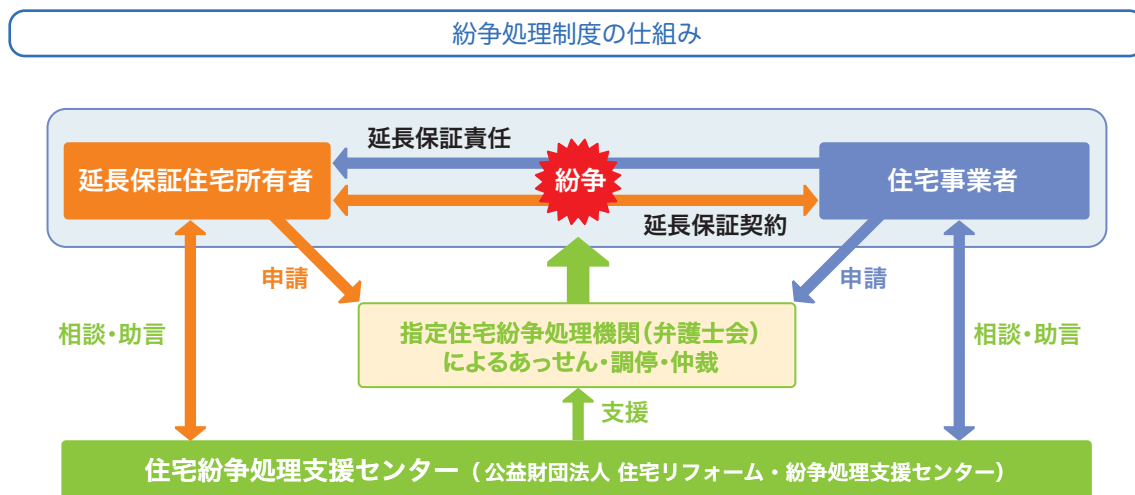 紛争処理制度の仕組み
延長保証責任
延長保証住宅所有者
紛争
住宅事業者
延長保証契約
申請
申請
相談・助言
指定住宅紛争処理機関(弁護士会)
によるあっせん・調停・仲裁
相談・助言
支援
住宅紛争処理支援センター(公益財団法人 住宅リフォーム・紛争処理支援センター)